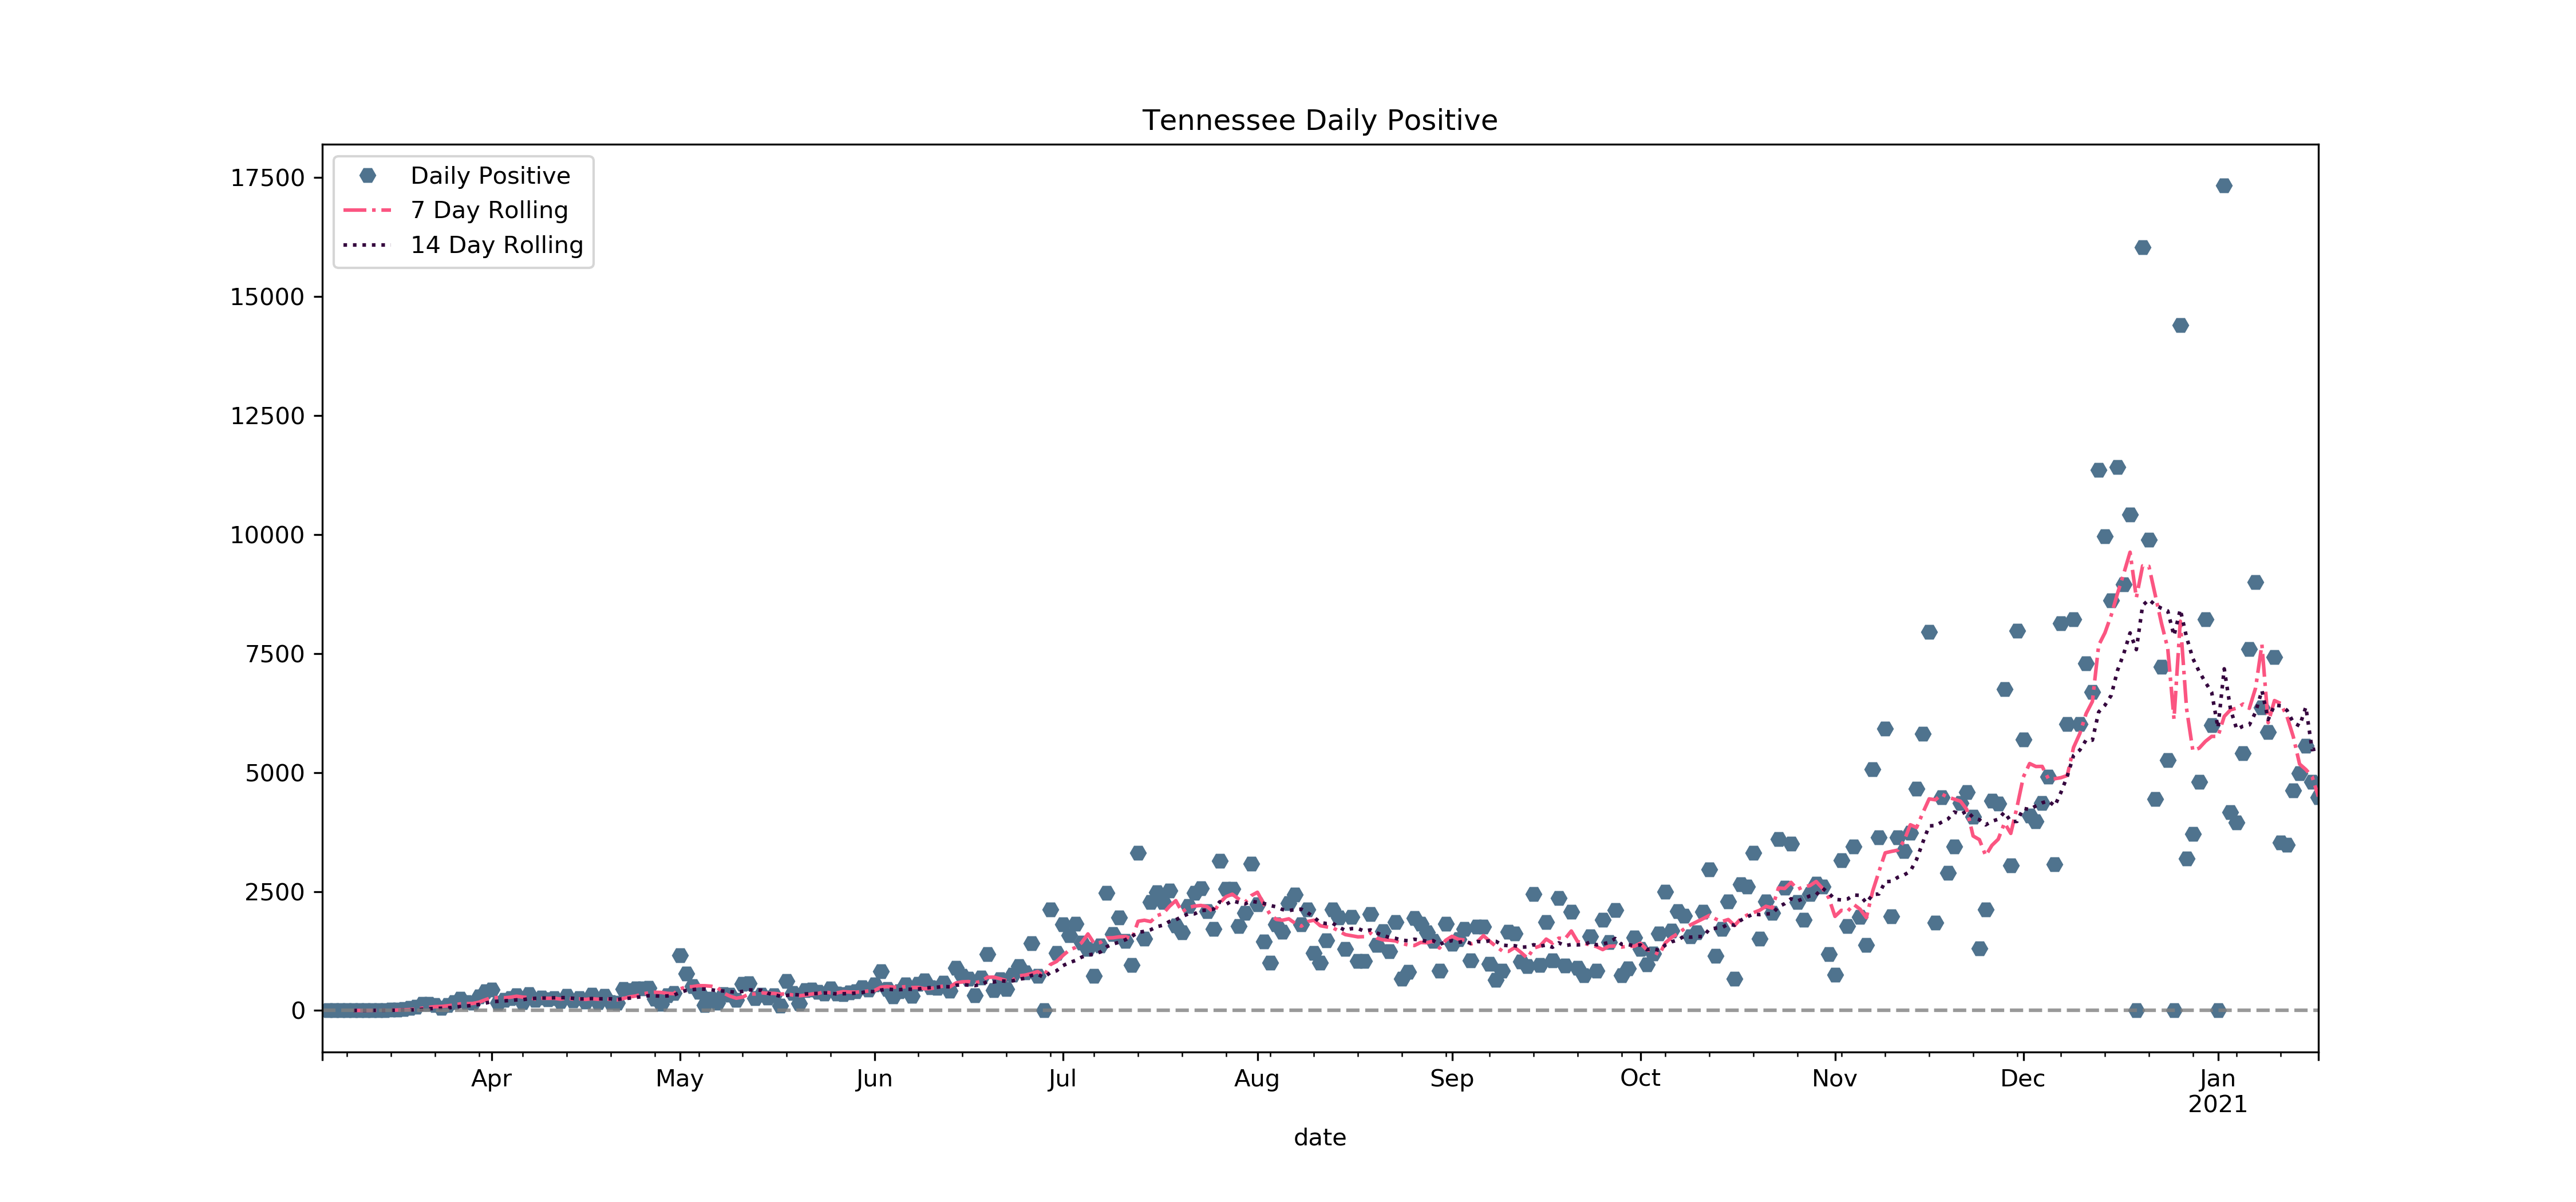 Tennessee Daily Positive
Daily Positive
7 Day Rolling
14 Day Rolling
17500
15000
12500
10000
7500
5000
2500
0
Apr May Jun Jul Aug Sep Oct Nov Dec Jan
2021
date